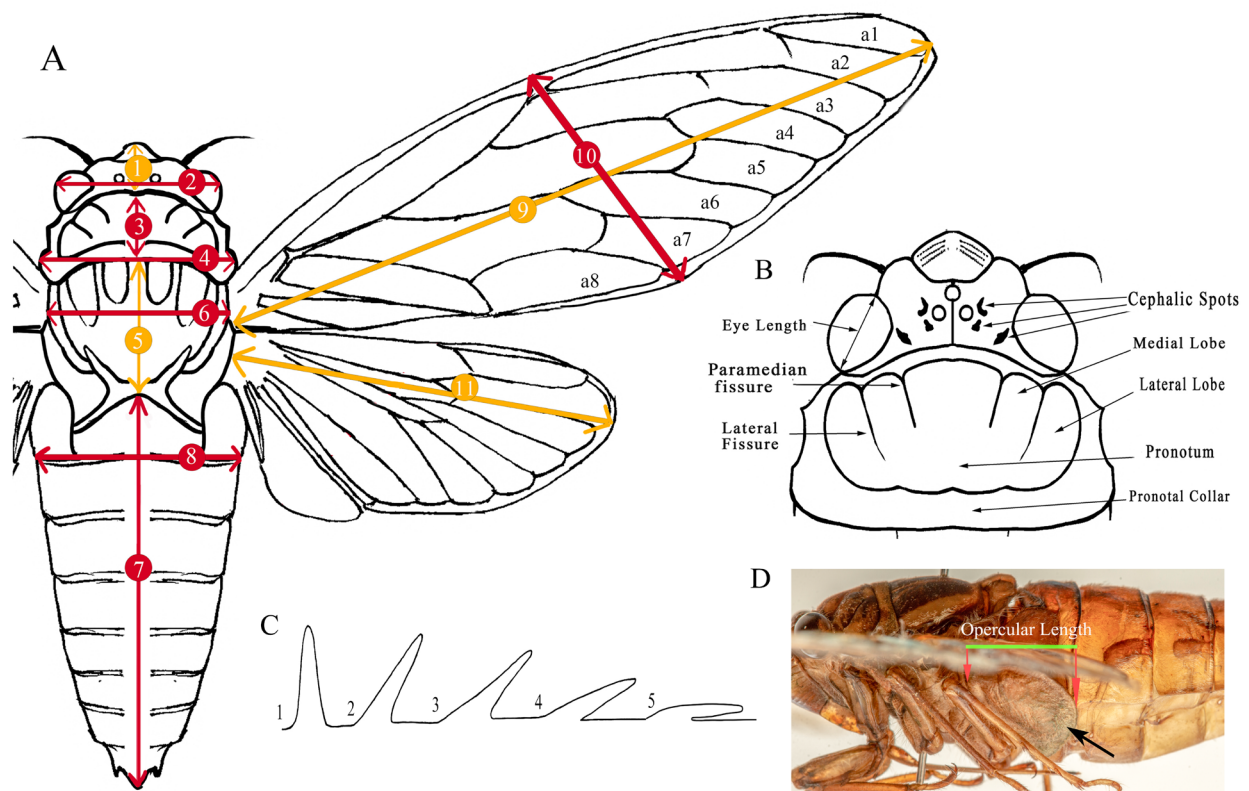 A
a1
a2
a3
a4
a5
a6
a7
a8
1
2
3
4
5
6
7
8
9
10
11
B
Eye Length
Paramedian
fissure
Lateral
Fissure
Cephalic Spots
Medial Lobe
Lateral Lobe
Pronotum
Pronotal Collar
C
1
2
3
4
5
D
Opercular Length